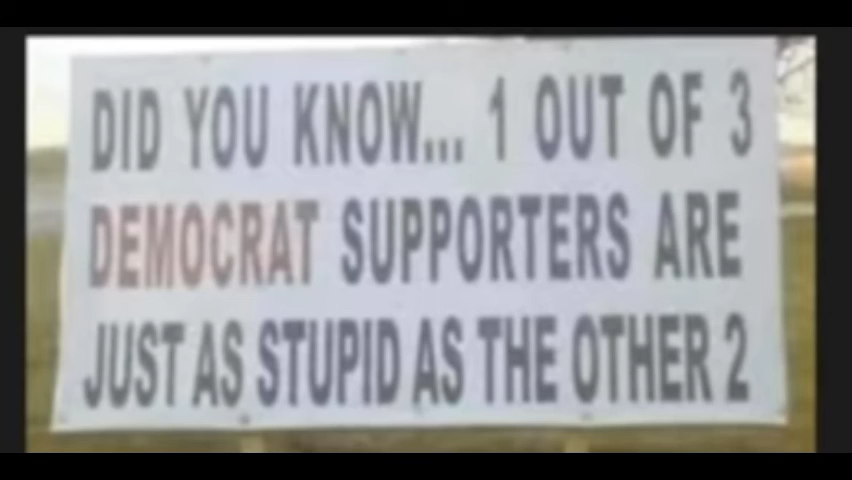 DID YOU KNOW... 1 OUT OF 3
DEMOCRAT SUPPORTERS ARE
JUST AS STUPID AS THE OTHER 2